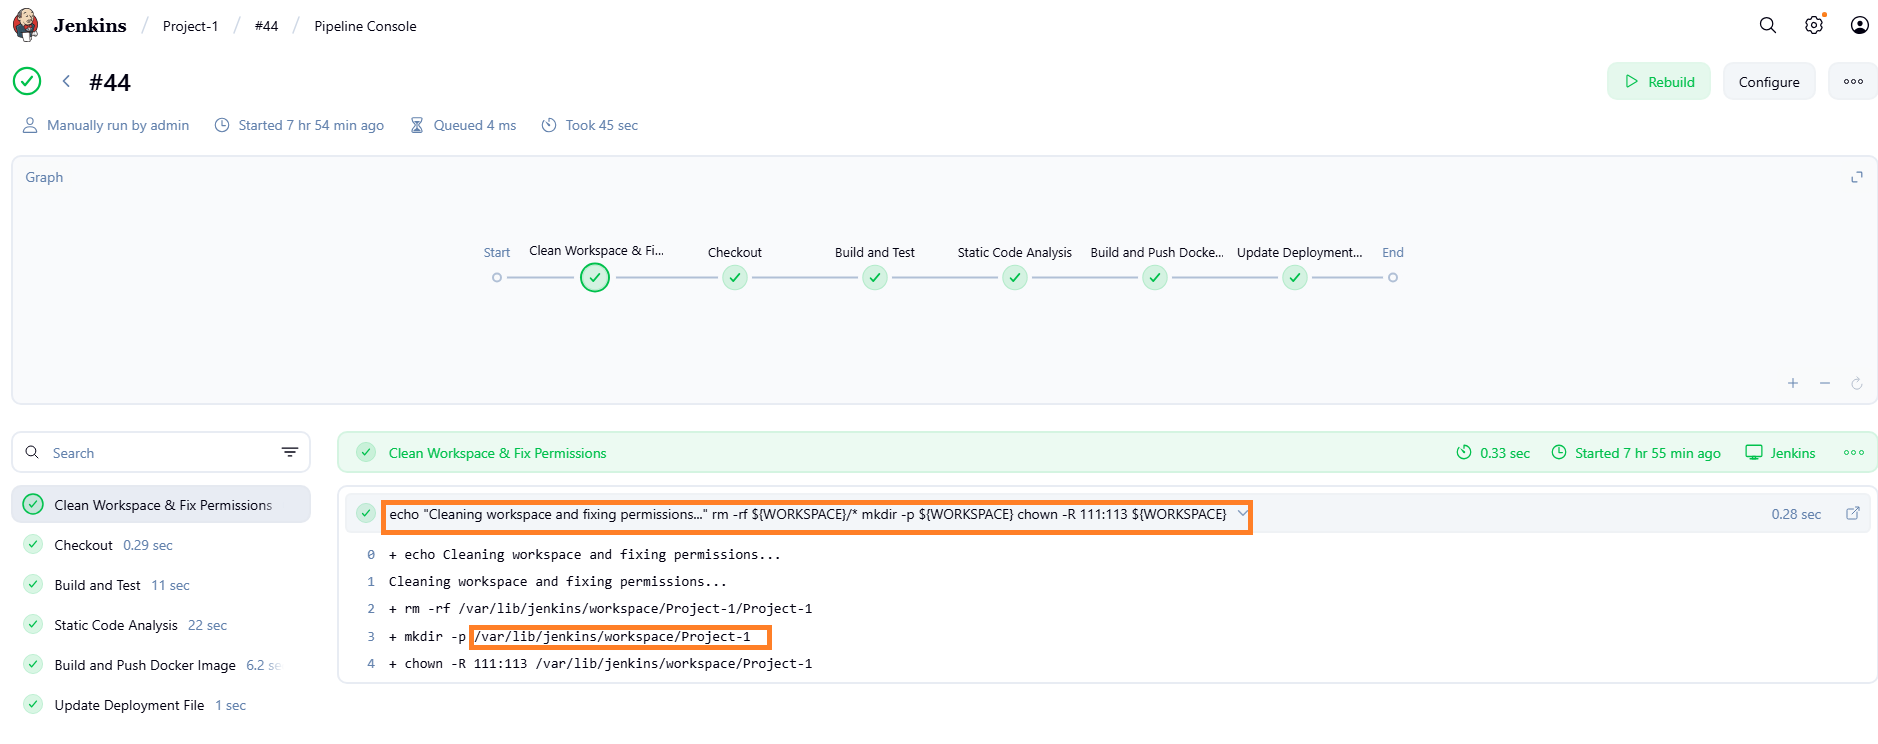 Jenkins / Project-1 / #44 / Pipeline Console
#44
Rebuild
Configure
Manually run by admin
Started 7 hr 54 min ago
Queued 4 ms
Took 45 sec
Graph
Start
Clean Workspace & Fi...
Checkout
Build and Test
Static Code Analysis
Build and Push Docke...
Update Deployment...
End
Search
Clean Workspace & Fix Permissions
Checkout 0.29 sec
Build and Test 11 sec
Static Code Analysis 22 sec
Build and Push Docker Image 6.2 se
Update Deployment File 1 sec
Clean Workspace & Fix Permissions
0.33 sec
Started 7 hr 55 min ago
Jenkins
echo "Cleaning workspace and fixing permissions..." rm -rf ${WORKSPACE}/* mkdir -p ${WORKSPACE} chown -R 111:113 ${WORKSPACE}
0.28 sec
0 + echo Cleaning workspace and fixing permissions...
1 Cleaning workspace and fixing permissions...
2 + rm -rf /var/lib/jenkins/workspace/Project-1/Project-1
3 + mkdir -p /var/lib/jenkins/workspace/Project-1
4 + chown -R 111:113 /var/lib/jenkins/workspace/Project-1